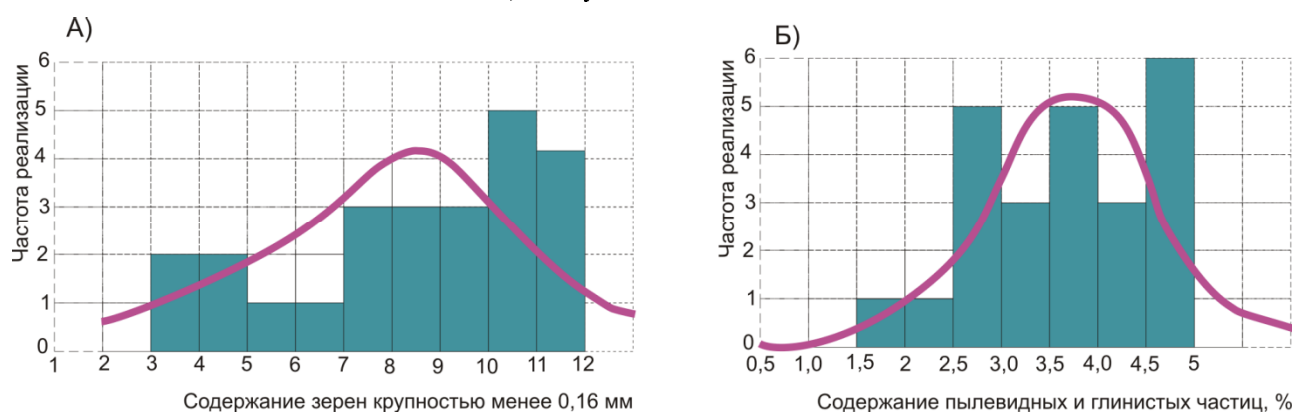 А)
Частота реализации
6
5
4
3
2
1
0
1 2 3 4 5 6 7 8 9 10 11 12
Содержание зерен крупностью менее 0,16 мм
Б)
Частота реализации
6
5
4
3
2
1
0
0,5 1,0 1,5 2 2,5 3,0 3,5 4,0 4,5 5
Содержание пылевидных и глинистых частиц, %